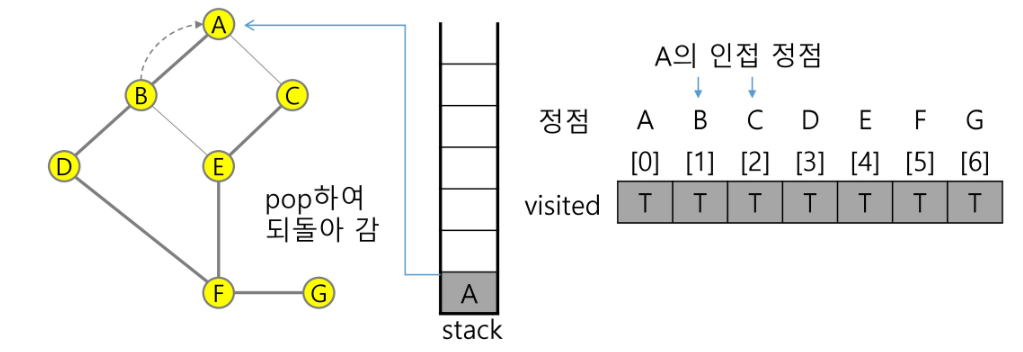 A
B
C
D
E
F
G
pop하여
되돌아 감
A
stack
A의 인접 정점
정점 A B C D E F G
[0] [1] [2] [3] [4] [5] [6]
visited T T T T T T T